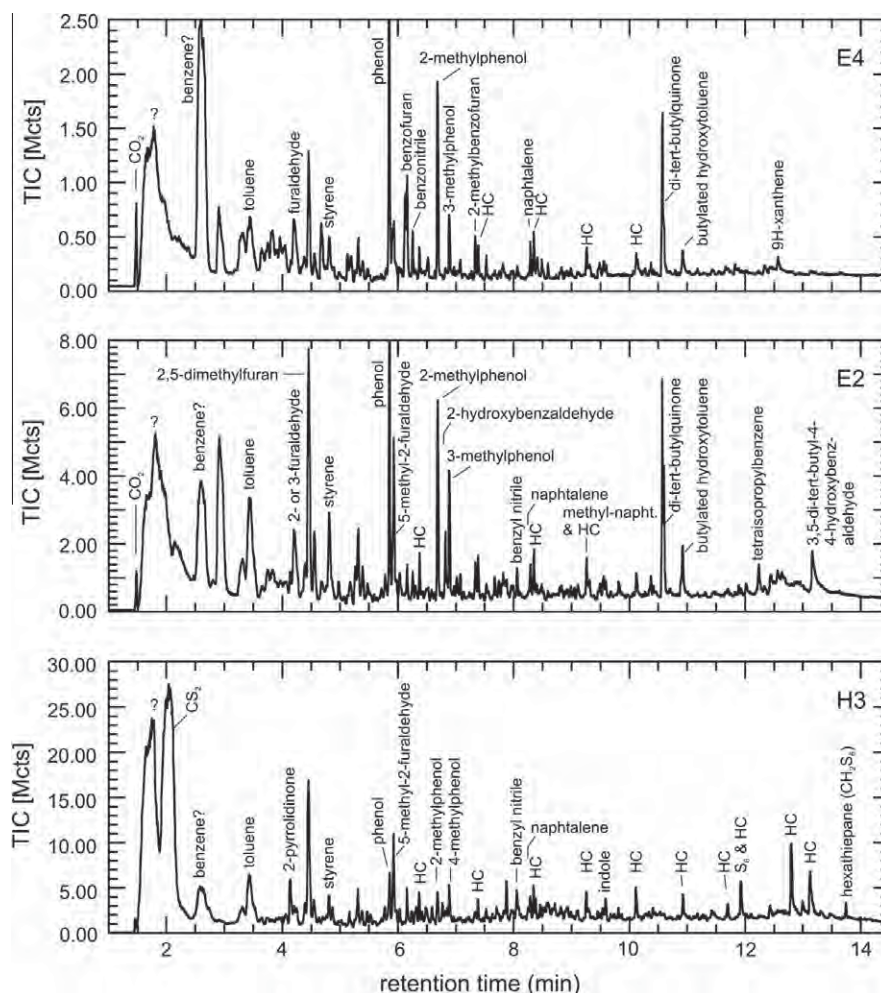 E4
TIC [Mcts]
2.50
2.00
1.50
1.00
0.50
0.00
CO2
?
benzene?
toluene
furaldehyde
styrene
phenol
benzofuran
benzonitrile
2-methylphenol
3-methylphenol
2-methylbenzofuran
HC
naphtalene
HC
HC
HC
di-tert-butylquinone
butylated hydroxytoluene
9H-xanthene
E2
TIC [Mcts]
8.00
6.00
4.00
2.00
0.00
CO2
?
benzene?
toluene
2- or 3-furaldehyde
2,5-dimethylfuran
styrene
phenol
5-methyl-2-furaldehyde
HC
2-methylphenol
2-hydroxybenzaldehyde
3-methylphenol
benzyl nitrile
naphtalene
HC
methyl-napht.
& HC
di-tert-butylquinone
butylated hydroxytoluene
tetraisopropylbenzene
3,5-di-tert-butyl-4-
4-hydroxybenz-
aldehyde
H3
TIC [Mcts]
30.00
25.00
20.00
15.00
10.00
5.00
0.00
?
CS2
benzene?
toluene
2-pyrrolidinone
styrene
phenol
5-methyl-2-furaldehyde
HC
2-methylphenol
4-methylphenol
HC
benzyl nitrile
naphtalene
HC
HC
indole
HC
HC
HC
S6 & HC
HC
HC
hexathiepane (CH2S6)
2
4
6
8
10
12
14
retention time (min)